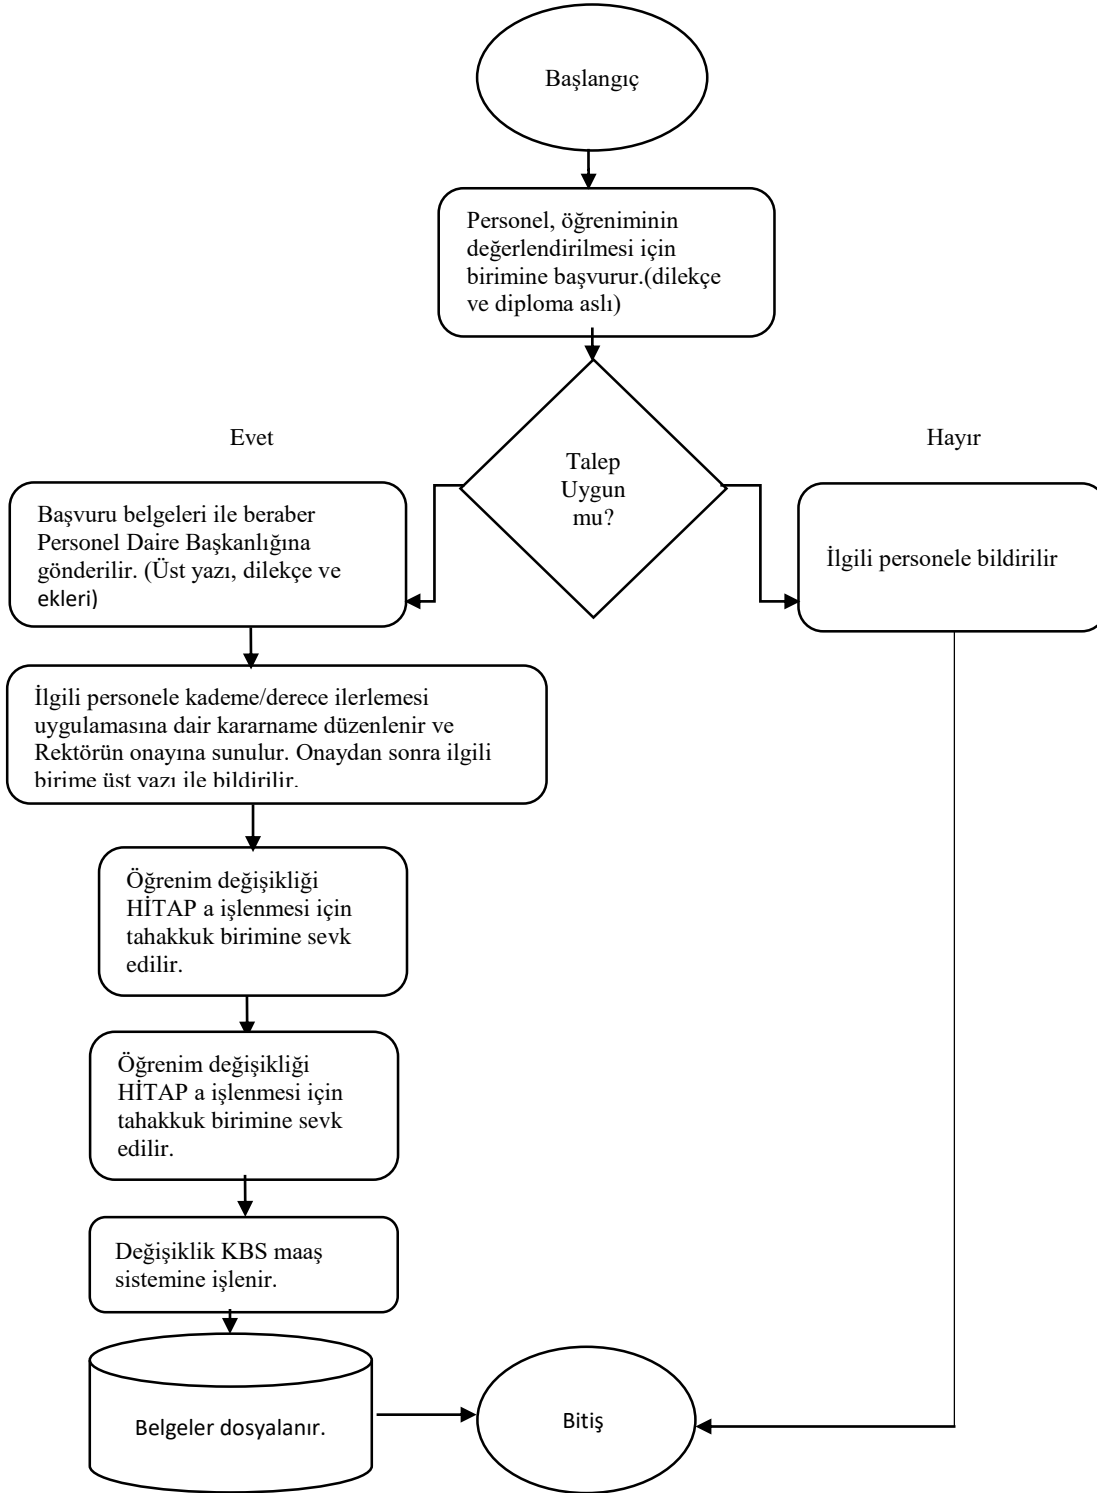 Başlangıç
Personel, öğreniminin
değerlendirilmesi için
birimine başvurur.(dilekçe
ve diploma aslı)
Evet
Hayır
Talep
Uygun
mu?
Başvuru belgeleri ile beraber
Personel Daire Başkanlığına
gönderilir. (Üst yazı, dilekçe ve
ekleri)
İlgili personele bildirilir
İlgili personele kademe/derece ilerlemesi
uygulamasına dair kararname düzenlenir ve
Rektörün onayına sunulur. Onaydan sonra ilgili
birime üst yazı ile bildirilir.
Öğrenim değişikliği
HİTAP a işlenmesi için
tahakkuk birimine sevk
edilir.
Öğrenim değişikliği
HİTAP a işlenmesi için
tahakkuk birimine sevk
edilir.
Değişiklik KBS maaş
sistemine işlenir.
Belgeler dosyalanır.
Bitiş